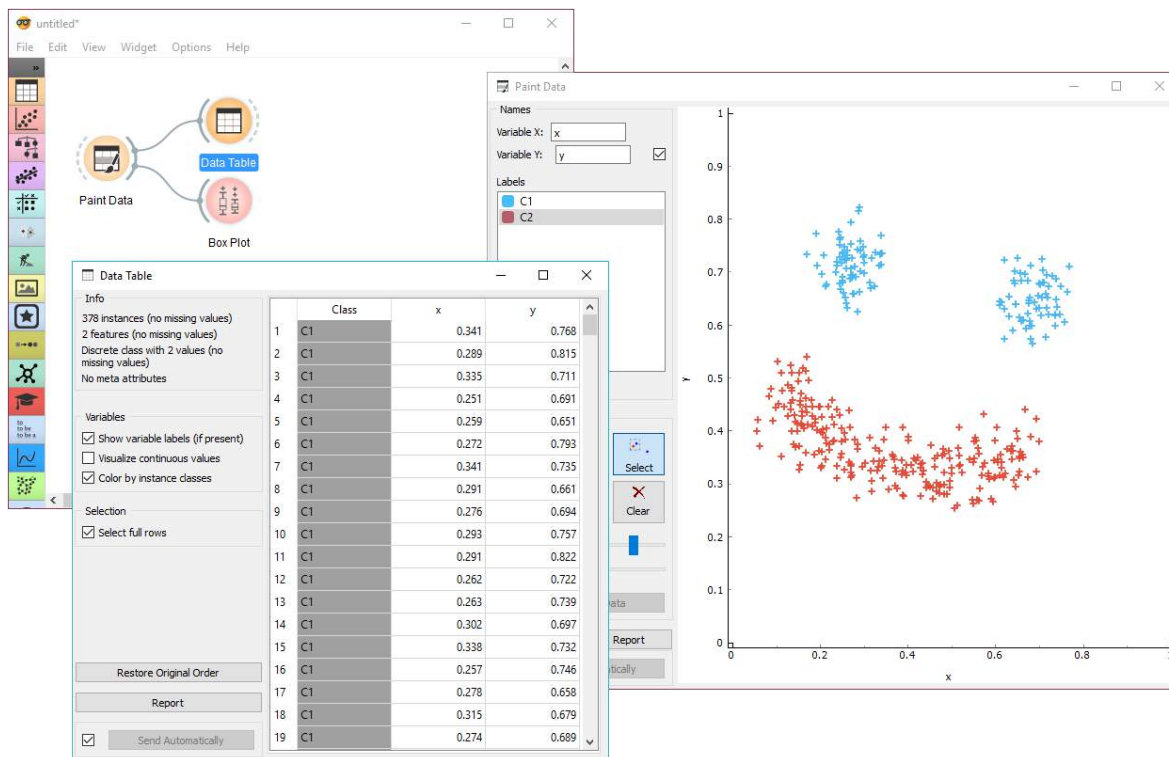 untitled*
File Edit View Widget Options Help
»
to
to be
to be a
Paint Data
Data Table
Box Plot
Paint Data
Names
Variable X: x
Variable Y: y
Labels
C1
C2
Select
Clear
Data
Report
tically
1
0.9
0.8
0.7
0.6
0.5
0.4
0.3
0.2
0.1
0
y
0 0.2 0.4 0.6 0.8 1
x
Data Table
Info
378 instances (no missing values)
2 features (no missing values)
Discrete class with 2 values (no
missing values)
No meta attributes
Variables
Show variable labels (if present)
Visualize continuous values
Color by instance classes
Selection
Select full rows
Restore Original Order
Report
Send Automatically
Class x y
1 C1 0.341 0.768
2 C1 0.289 0.815
3 C1 0.335 0.711
4 C1 0.251 0.691
5 C1 0.259 0.651
6 C1 0.272 0.793
7 C1 0.341 0.735
8 C1 0.291 0.661
9 C1 0.276 0.694
10 C1 0.293 0.757
11 C1 0.291 0.822
12 C1 0.262 0.722
13 C1 0.263 0.739
14 C1 0.302 0.697
15 C1 0.338 0.732
16 C1 0.257 0.746
17 C1 0.278 0.658
18 C1 0.315 0.679
19 C1 0.274 0.689